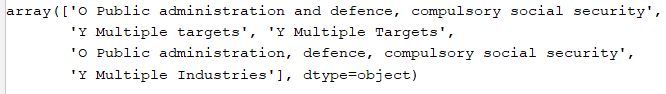 array(['O Public administration and defence, compulsory social security',
'Y Multiple targets', 'Y Multiple Targets',
'O Public administration, defence, compulsory social security',
'Y Multiple Industries'], dtype=object)